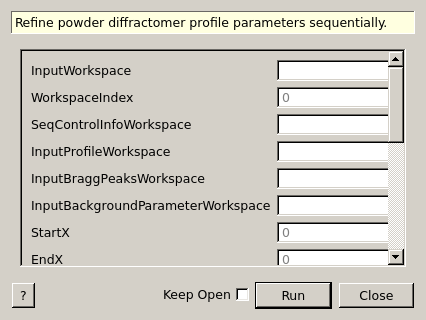 Refine powder diffractomer profile parameters sequentially.
InputWorkspace
WorkspaceIndex 0
SeqControlInfoWorkspace
InputProfileWorkspace
InputBraggPeaksWorkspace
InputBackgroundParameterWorkspace
StartX 0
EndX 0
? Keep Open Run Close